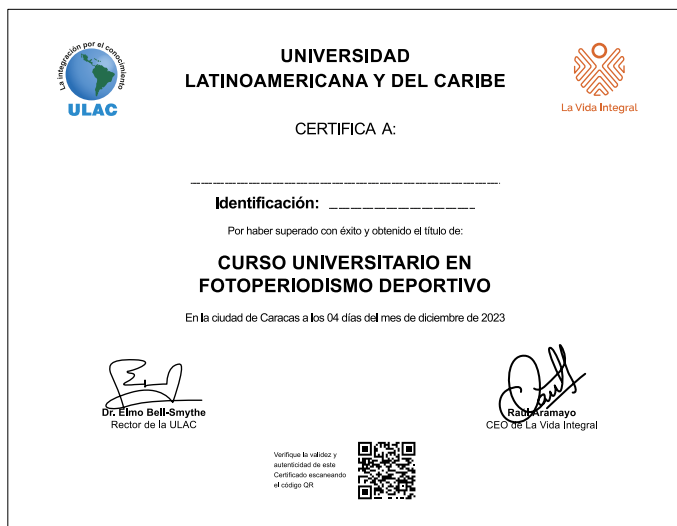 La integración por el conocimiento
ULAC
UNIVERSIDAD
LATINOAMERICANA Y DEL CARIBE
La Vida Integral
CERTIFICA A:
Identificación:
Por haber superado con éxito y obtenido el título de:
CURSO UNIVERSITARIO EN
FOTOPERIODISMO DEPORTIVO
En la ciudad de Caracas a los 04 días del mes de diciembre de 2023
Dr. Elmo Bell-Smythe
Rector de la ULAC
Raúl Aramayo
CEO de La Vida Integral
Verifique la validez y
autenticidad de este
Certificado escaneando
el código QR